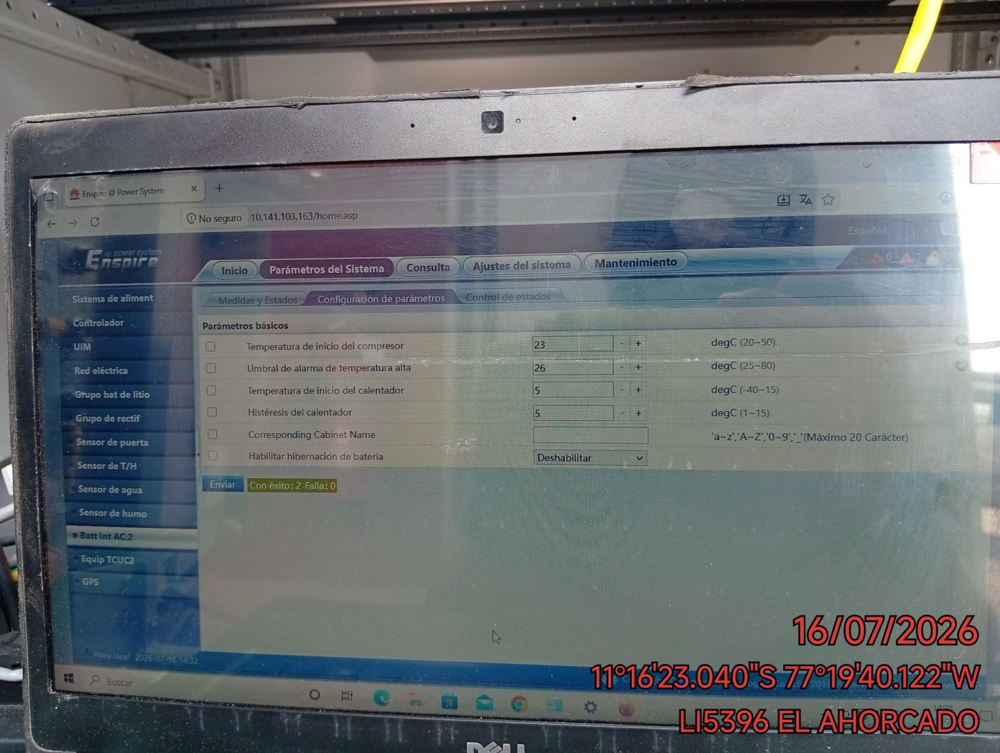 Enspire @ Power System
No seguro 10.141.103.163/home.asp
Español
@ power system
Enspire
Inicio Parámetros del Sistema Consulta Ajustes del sistema Mantenimiento
0 1 0
Medidas y Estados Configuración de parámetros Control de estados
Sistema de aliment
Controlador
UIM
Red eléctrica
Grupo bat de litio
Grupo de rectif
Sensor de puerta
Sensor de T/H
Sensor de agua
Sensor de humo
Batt Int AC.2
Equip TCUC2
GPS
Parámetros básicos
Temperatura de inicio del compresor 23 - + degC (20~50)
Umbral de alarma de temperatura alta 26 - + degC (25~80)
Temperatura de inicio del calentador 5 - + degC (-40~15)
Histéresis del calentador 5 - + degC (1~15)
Corresponding Cabinet Name 'a~z','A~Z','0~9','_'(Máximo 20 Carácter)
Habilitar hibernación de batería Deshabilitar
Enviar Con éxito: 2 Falla: 0
Hora local 2026-07-16 14:32
Buscar
DELL
16/07/2026
11°16'23.040"S 77°19'40.122"W
LI5396 EL AHORCADO